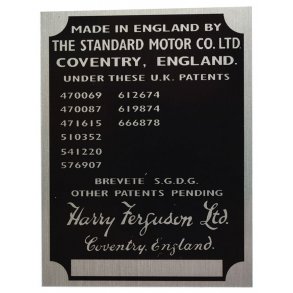 MADE IN ENGLAND BY
THE STANDARD MOTOR CO. LTD.
COVENTRY, ENGLAND.
UNDER THESE U.K. PATENTS
470069 612674
470087 619874
471615 666878
510352
541220
576907
BREVETÉ S.G.D.G.
OTHER PATENTS PENDING
Harry Ferguson Ltd.
Coventry, England.